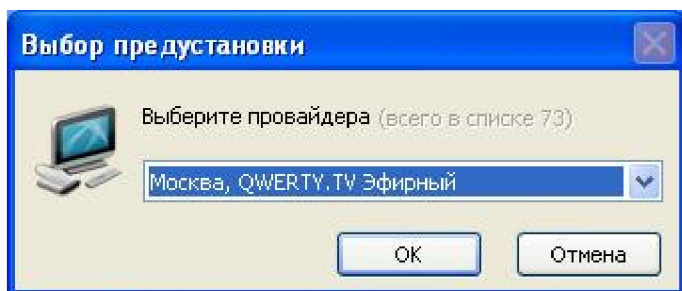 Выбор предустановки
Выберите провайдера (всего в списке 73)
Москва, QWERTY.TV Эфирный
OK
Отмена